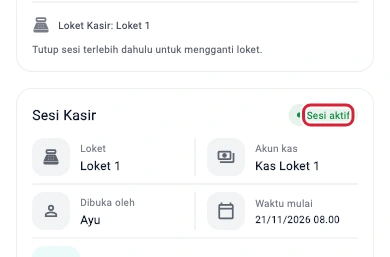 Loket Kasir: Loket 1
Tutup sesi terlebih dahulu untuk mengganti loket.
Sesi Kasir
Sesi aktif
Loket
Loket 1
Akun kas
Kas Loket 1
Dibuka oleh
Ayu
Waktu mulai
21/11/2026 08.00